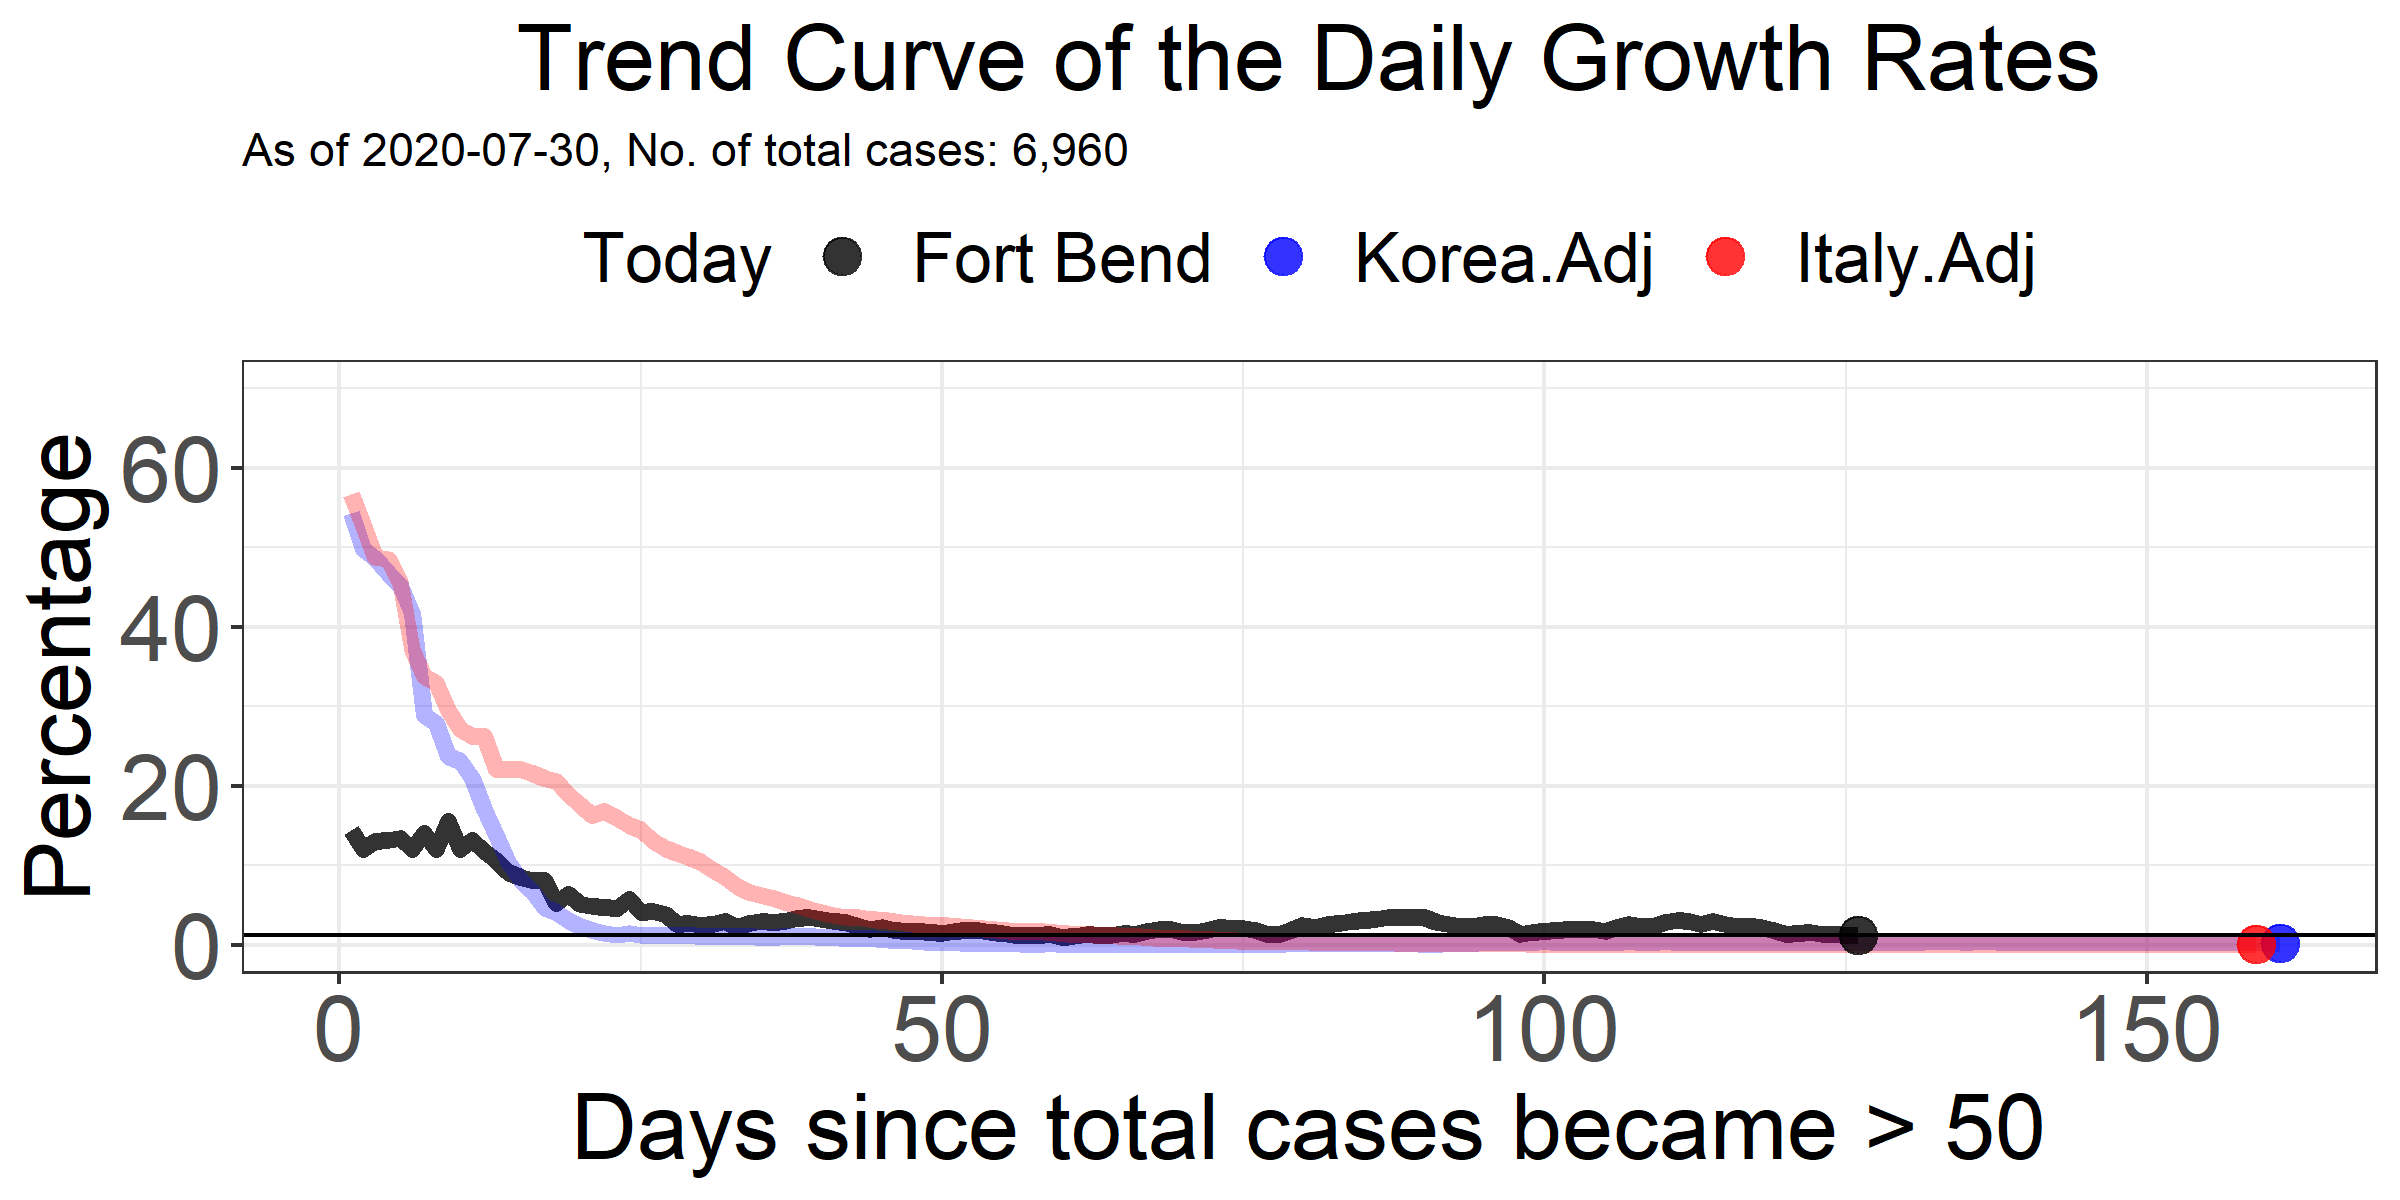 Trend Curve of the Daily Growth Rates
As of 2020-07-30, No. of total cases: 6,960
Today Fort Bend Korea.Adj Italy.Adj
Percentage
60
40
20
0
0 50 100 150
Days since total cases became > 50